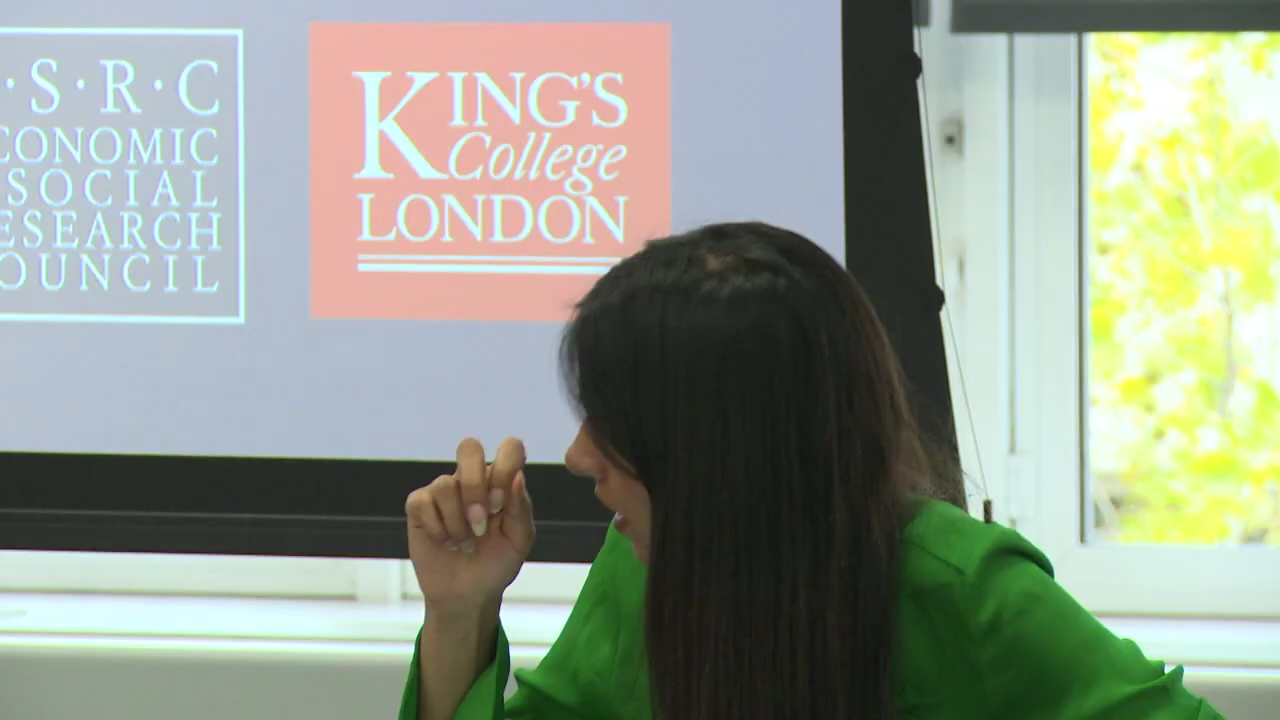 ·S·R·C
CONOMIC
SOCIAL
ESEARCH
OUNCIL
KING'S
College
LONDON